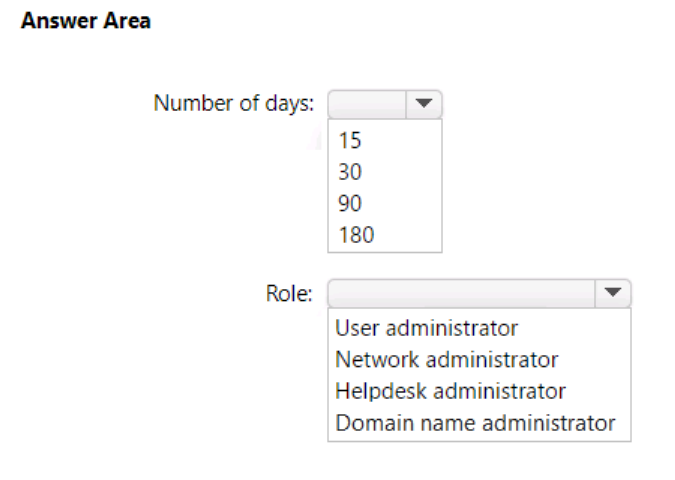 Answer Area
Number of days:
15
30
90
180
Role:
User administrator
Network administrator
Helpdesk administrator
Domain name administrator